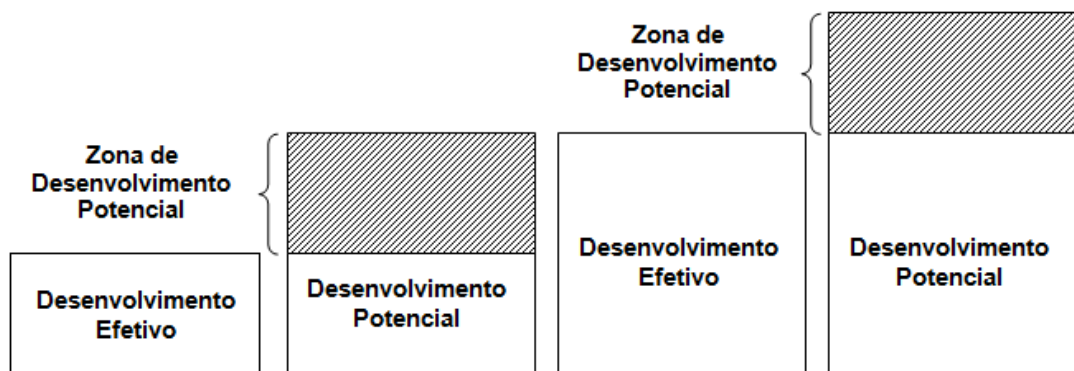 Zona de
Desenvolvimento
Potencial
Desenvolvimento
Efetivo
Desenvolvimento
Potencial
Zona de
Desenvolvimento
Potencial
Desenvolvimento
Efetivo
Desenvolvimento
Potencial